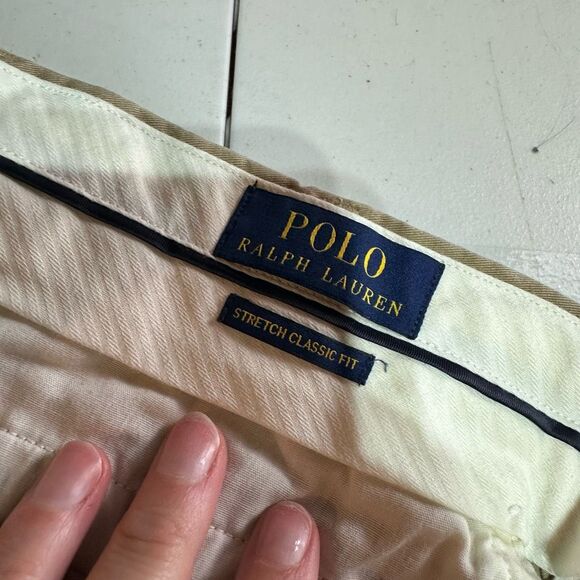 POLO
RALPH LAUREN
STRETCH CLASSIC FIT